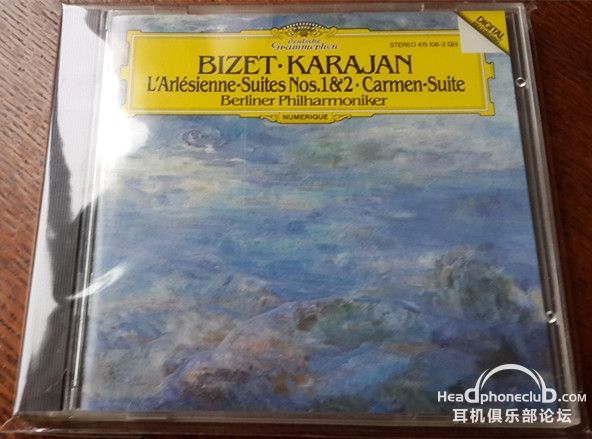 Deutsche
Grammophon
STEREO 415 106-2 GH
DIGITAL
BIZET·KARAJAN
L'Arlésienne-Suites Nos.1&2·Carmen-Suite
Berliner Philharmoniker
NUMERIQUE
HeadphonecluB.com
耳机俱乐部论坛